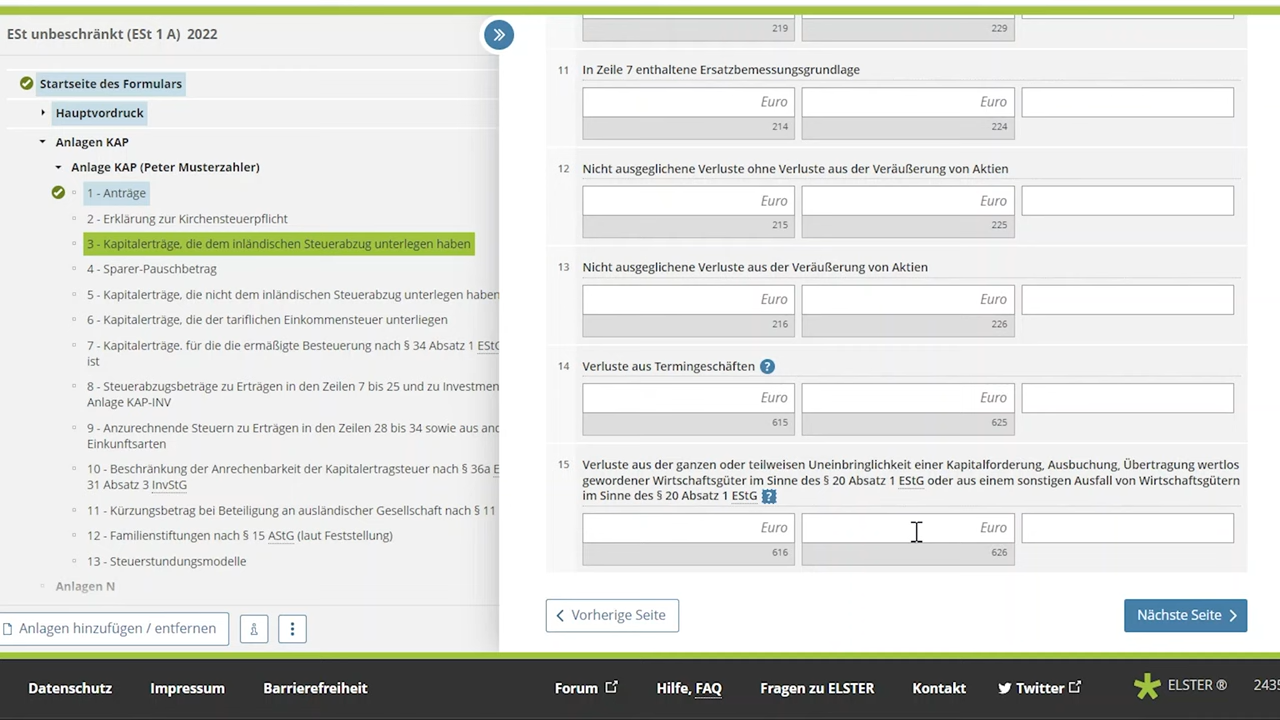 ESt unbeschränkt (ESt 1 A) 2022
Startseite des Formulars
Hauptvordruck
Anlagen KAP
Anlage KAP (Peter Musterzahler)
1 - Anträge
2 - Erklärung zur Kirchensteuerpflicht
3 - Kapitalerträge, die dem inländischen Steuerabzug unterlegen haben
4 - Sparer-Pauschbetrag
5 - Kapitalerträge, die nicht dem inländischen Steuerabzug unterlegen haben
6 - Kapitalerträge, die der tariflichen Einkommensteuer unterliegen
7 - Kapitalerträge. für die die ermäßigte Besteuerung nach § 34 Absatz 1 EStG
ist
8 - Steuerabzugsbeträge zu Erträgen in den Zeilen 7 bis 25 und zu Investmen
Anlage KAP-INV
9 - Anzurechnende Steuern zu Erträgen in den Zeilen 28 bis 34 sowie aus and
Einkunftsarten
10 - Beschränkung der Anrechenbarkeit der Kapitalertragsteuer nach § 36a E
31 Absatz 3 InvStG
11 - Kürzungsbetrag bei Beteiligung an ausländischer Gesellschaft nach § 11
12 - Familienstiftungen nach § 15 AStG (laut Feststellung)
13 - Steuerstundungsmodelle
Anlagen N
Anlagen hinzufügen / entfernen
219 229
11 In Zeile 7 enthaltene Ersatzbemessungsgrundlage
Euro Euro
214 224
12 Nicht ausgeglichene Verluste ohne Verluste aus der Veräußerung von Aktien
Euro Euro
215 225
13 Nicht ausgeglichene Verluste aus der Veräußerung von Aktien
Euro Euro
216 226
14 Verluste aus Termingeschäften ?
Euro Euro
615 625
15 Verluste aus der ganzen oder teilweisen Uneinbringlichkeit einer Kapitalforderung, Ausbuchung, Übertragung wertlos
gewordener Wirtschaftsgüter im Sinne des § 20 Absatz 1 EStG oder aus einem sonstigen Ausfall von Wirtschaftsgütern
im Sinne des § 20 Absatz 1 EStG ?
Euro Euro
616 626
Vorherige Seite Nächste Seite
Datenschutz Impressum Barrierefreiheit Forum Hilfe, FAQ Fragen zu ELSTER Kontakt Twitter ELSTER ® 2435